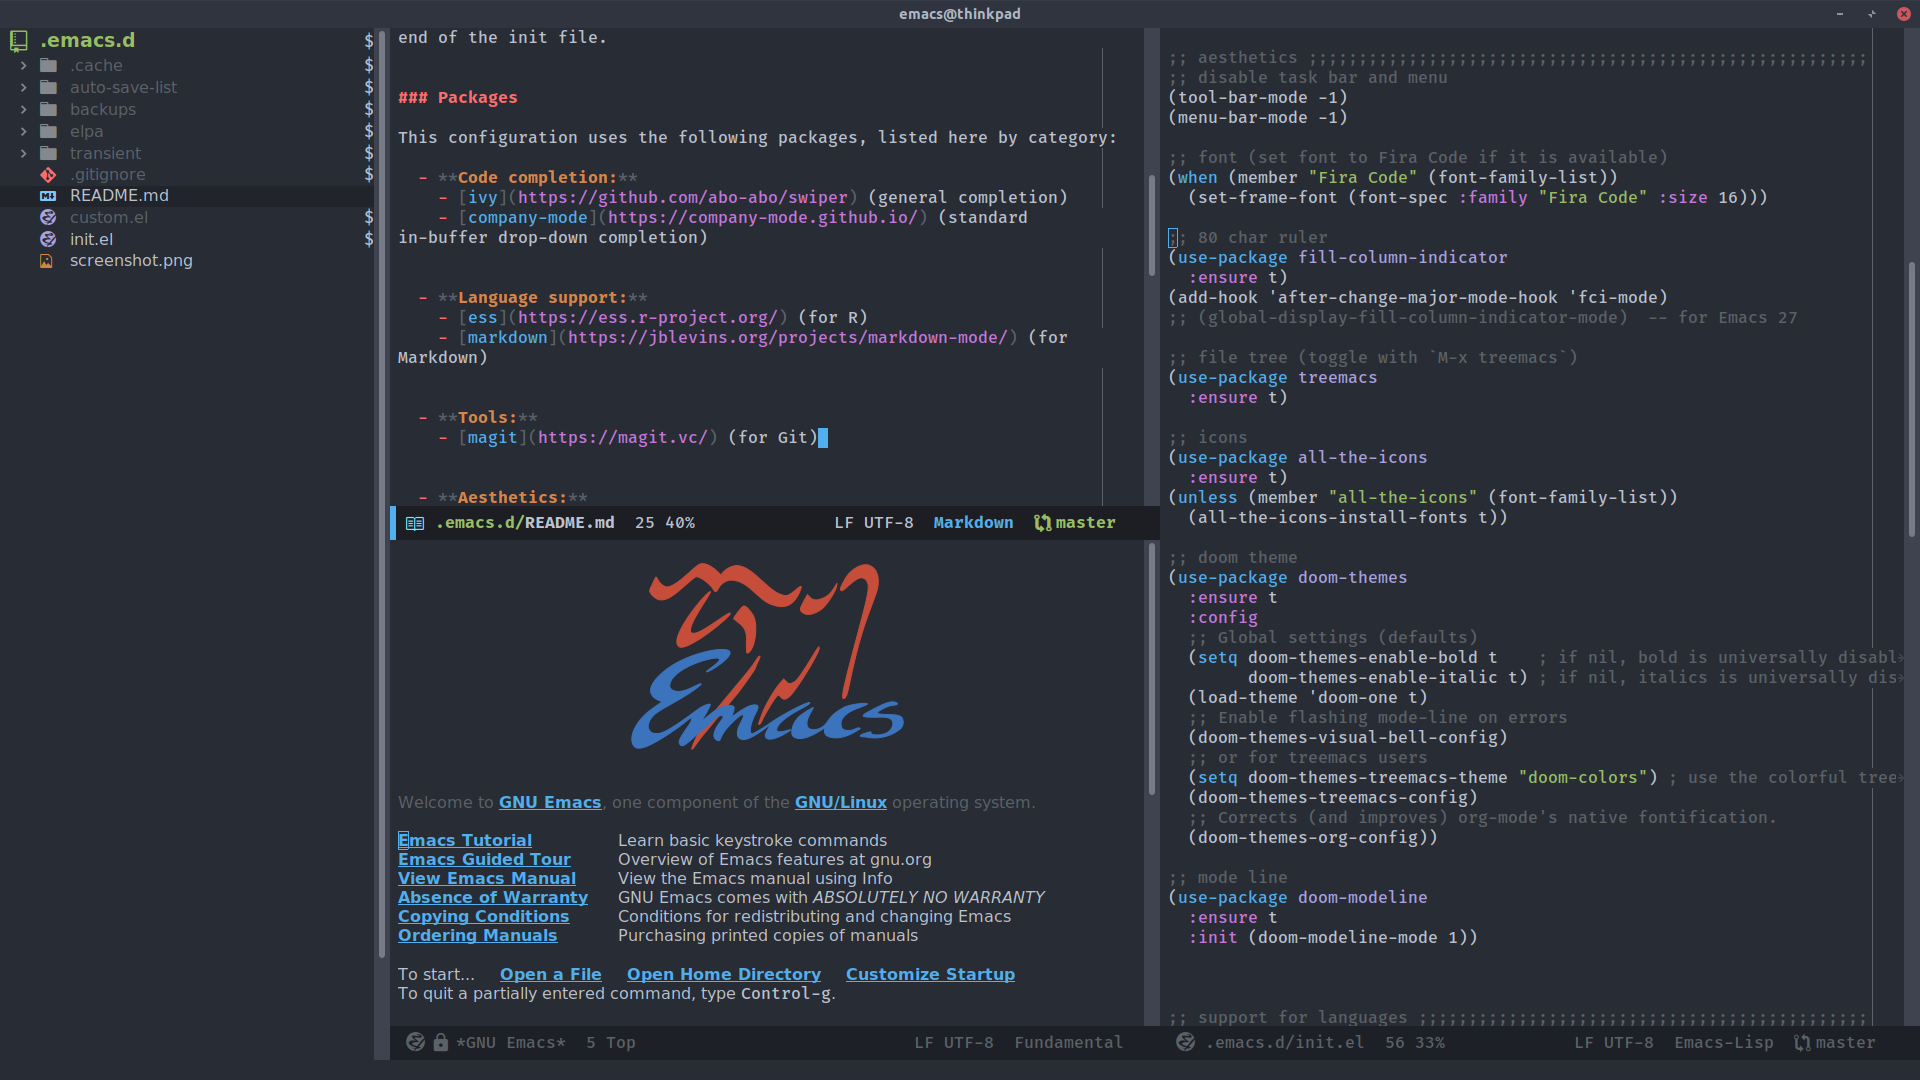 emacs@thinkpad
.emacs.d $
.cache $
auto-save-list $
backups $
elpa $
transient $
.gitignore $
README.md
custom.el $
init.el $
screenshot.png
end of the init file.
### Packages
This configuration uses the following packages, listed here by category:
- **Code completion:**
- [ivy](https://github.com/abo-abo/swiper) (general completion)
- [company-mode](https://company-mode.github.io/) (standard
in-buffer drop-down completion)
- **Language support:**
- [ess](https://ess.r-project.org/) (for R)
- [markdown](https://jblevins.org/projects/markdown-mode/) (for
Markdown)
- **Tools:**
- [magit](https://magit.vc/) (for Git)
- **Aesthetics:**
.emacs.d/README.md 25 40% LF UTF-8 Markdown master
Emacs
Welcome to GNU Emacs, one component of the GNU/Linux operating system.
Emacs Tutorial Learn basic keystroke commands
Emacs Guided Tour Overview of Emacs features at gnu.org
View Emacs Manual View the Emacs manual using Info
Absence of Warranty GNU Emacs comes with ABSOLUTELY NO WARRANTY
Copying Conditions Conditions for redistributing and changing Emacs
Ordering Manuals Purchasing printed copies of manuals
To start... Open a File Open Home Directory Customize Startup
To quit a partially entered command, type Control-g.
*GNU Emacs* 5 Top LF UTF-8 Fundamental
;; aesthetics ;;;;;;;;;;;;;;;;;;;;;;;;;;;;;;;;;;;;;;;;;;;;;;;;;;;;;;;;
;; disable task bar and menu
(tool-bar-mode -1)
(menu-bar-mode -1)
;; font (set font to Fira Code if it is available)
(when (member "Fira Code" (font-family-list))
(set-frame-font (font-spec :family "Fira Code" :size 16)))
;; 80 char ruler
(use-package fill-column-indicator
:ensure t)
(add-hook 'after-change-major-mode-hook 'fci-mode)
;; (global-display-fill-column-indicator-mode) -- for Emacs 27
;; file tree (toggle with `M-x treemacs`)
(use-package treemacs
:ensure t)
;; icons
(use-package all-the-icons
:ensure t)
(unless (member "all-the-icons" (font-family-list))
(all-the-icons-install-fonts t))
;; doom theme
(use-package doom-themes
:ensure t
:config
;; Global settings (defaults)
(setq doom-themes-enable-bold t ; if nil, bold is universally disabl
doom-themes-enable-italic t) ; if nil, italics is universally dis
(load-theme 'doom-one t)
;; Enable flashing mode-line on errors
(doom-themes-visual-bell-config)
;; or for treemacs users
(setq doom-themes-treemacs-theme "doom-colors") ; use the colorful tree
(doom-themes-treemacs-config)
;; Corrects (and improves) org-mode's native fontification.
(doom-themes-org-config))
;; mode line
(use-package doom-modeline
:ensure t
:init (doom-modeline-mode 1))
;; support for languages ;;;;;;;;;;;;;;;;;;;;;;;;;;;;;;;;;;;;;;;;;;;;;
.emacs.d/init.el 56 33% LF UTF-8 Emacs-Lisp master